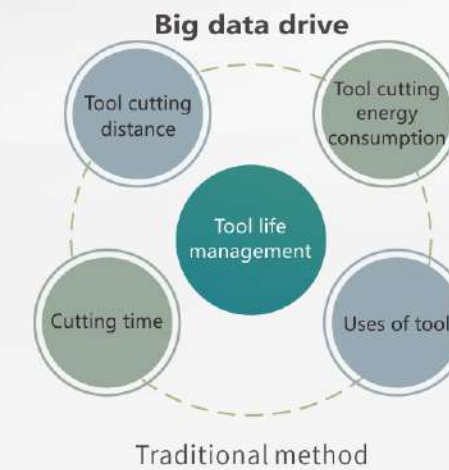 Big data drive
Tool cutting
distance
Tool cutting
energy
consumption
Tool life
management
Cutting time
Uses of tool
Traditional method